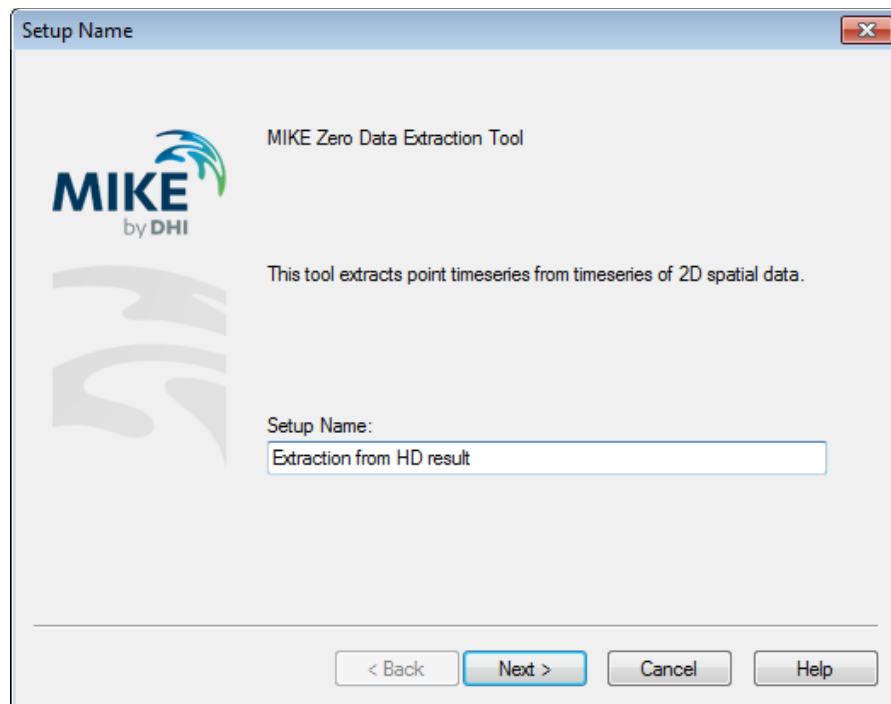 Setup Name
MIKE Zero Data Extraction Tool
MIKE
by DHI
This tool extracts point timeseries from timeseries of 2D spatial data.
Setup Name:
Extraction from HD result
< Back
Next >
Cancel
Help